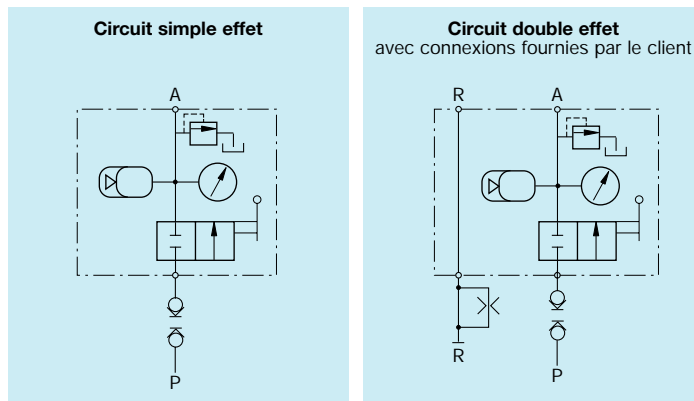 Circuit simple effet
A
P
Circuit double effet
avec connexions fournies par le client
R
A
R
P